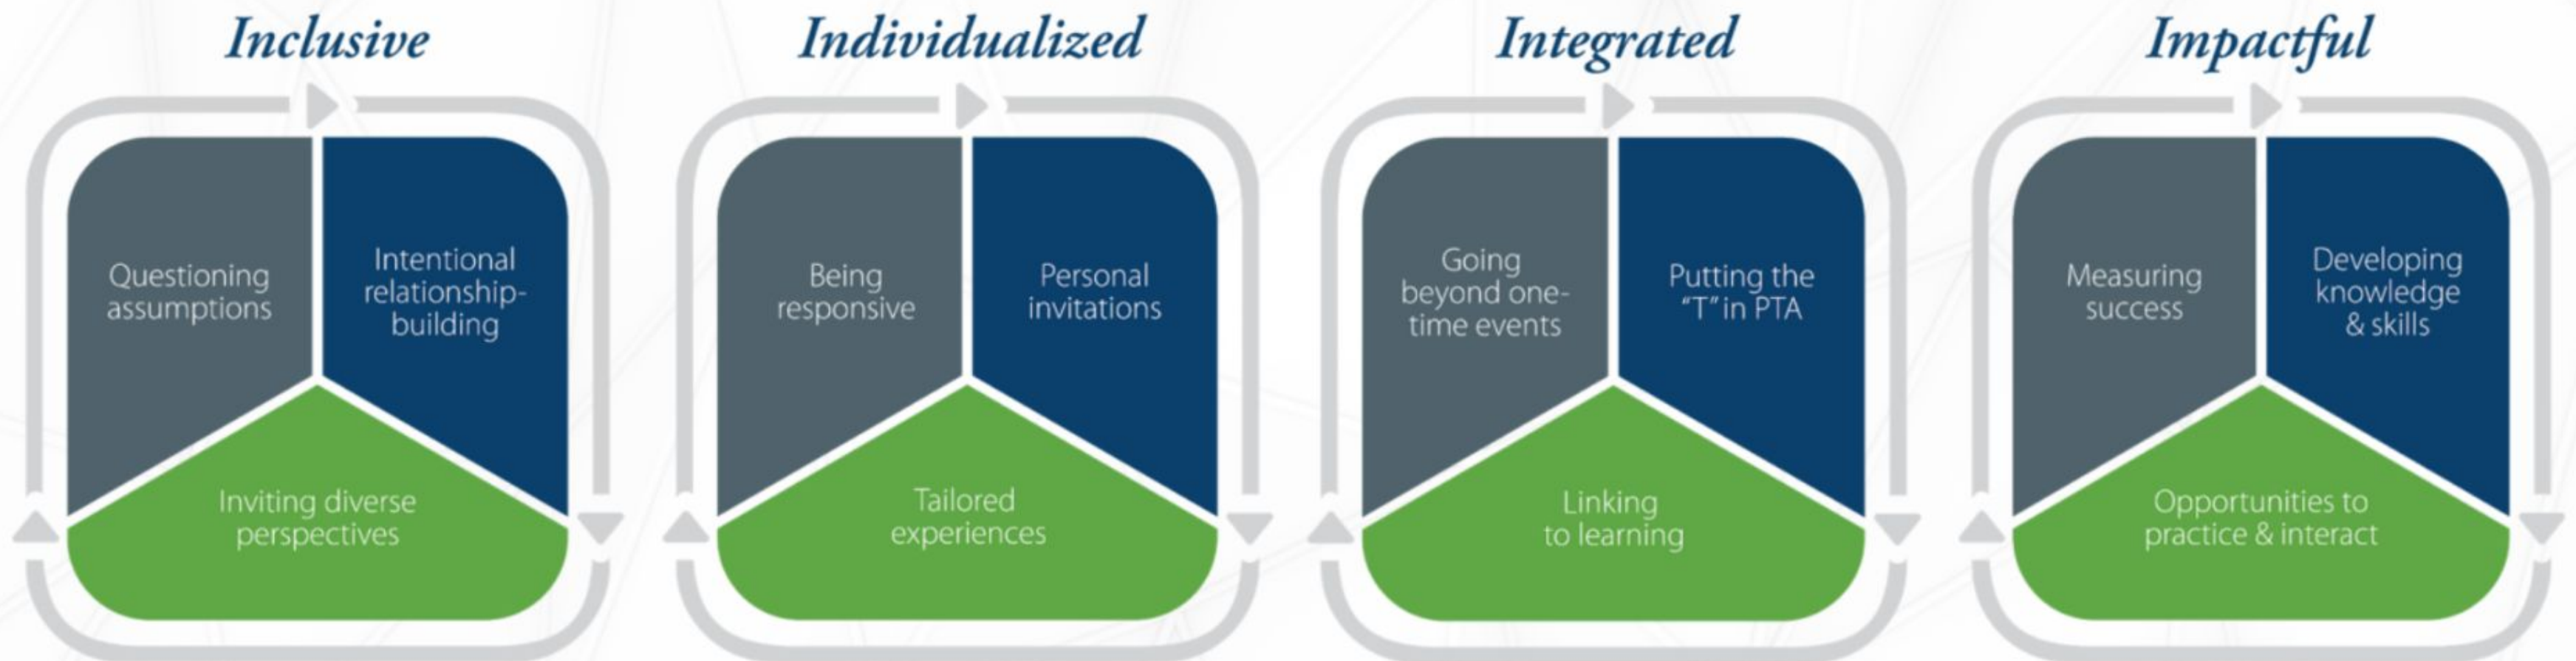 Inclusive
Individualized
Integrated
Impactful
Questioning
assumptions
Intentional
relationship-
building
Inviting diverse
perspectives
Being
responsive
Personal
invitations
Tailored
experiences
Going
beyond one-
time events
Putting the
“T” in PTA
Linking
to learning
Measuring
success
Developing
knowledge
& skills
Opportunities to
practice & interact